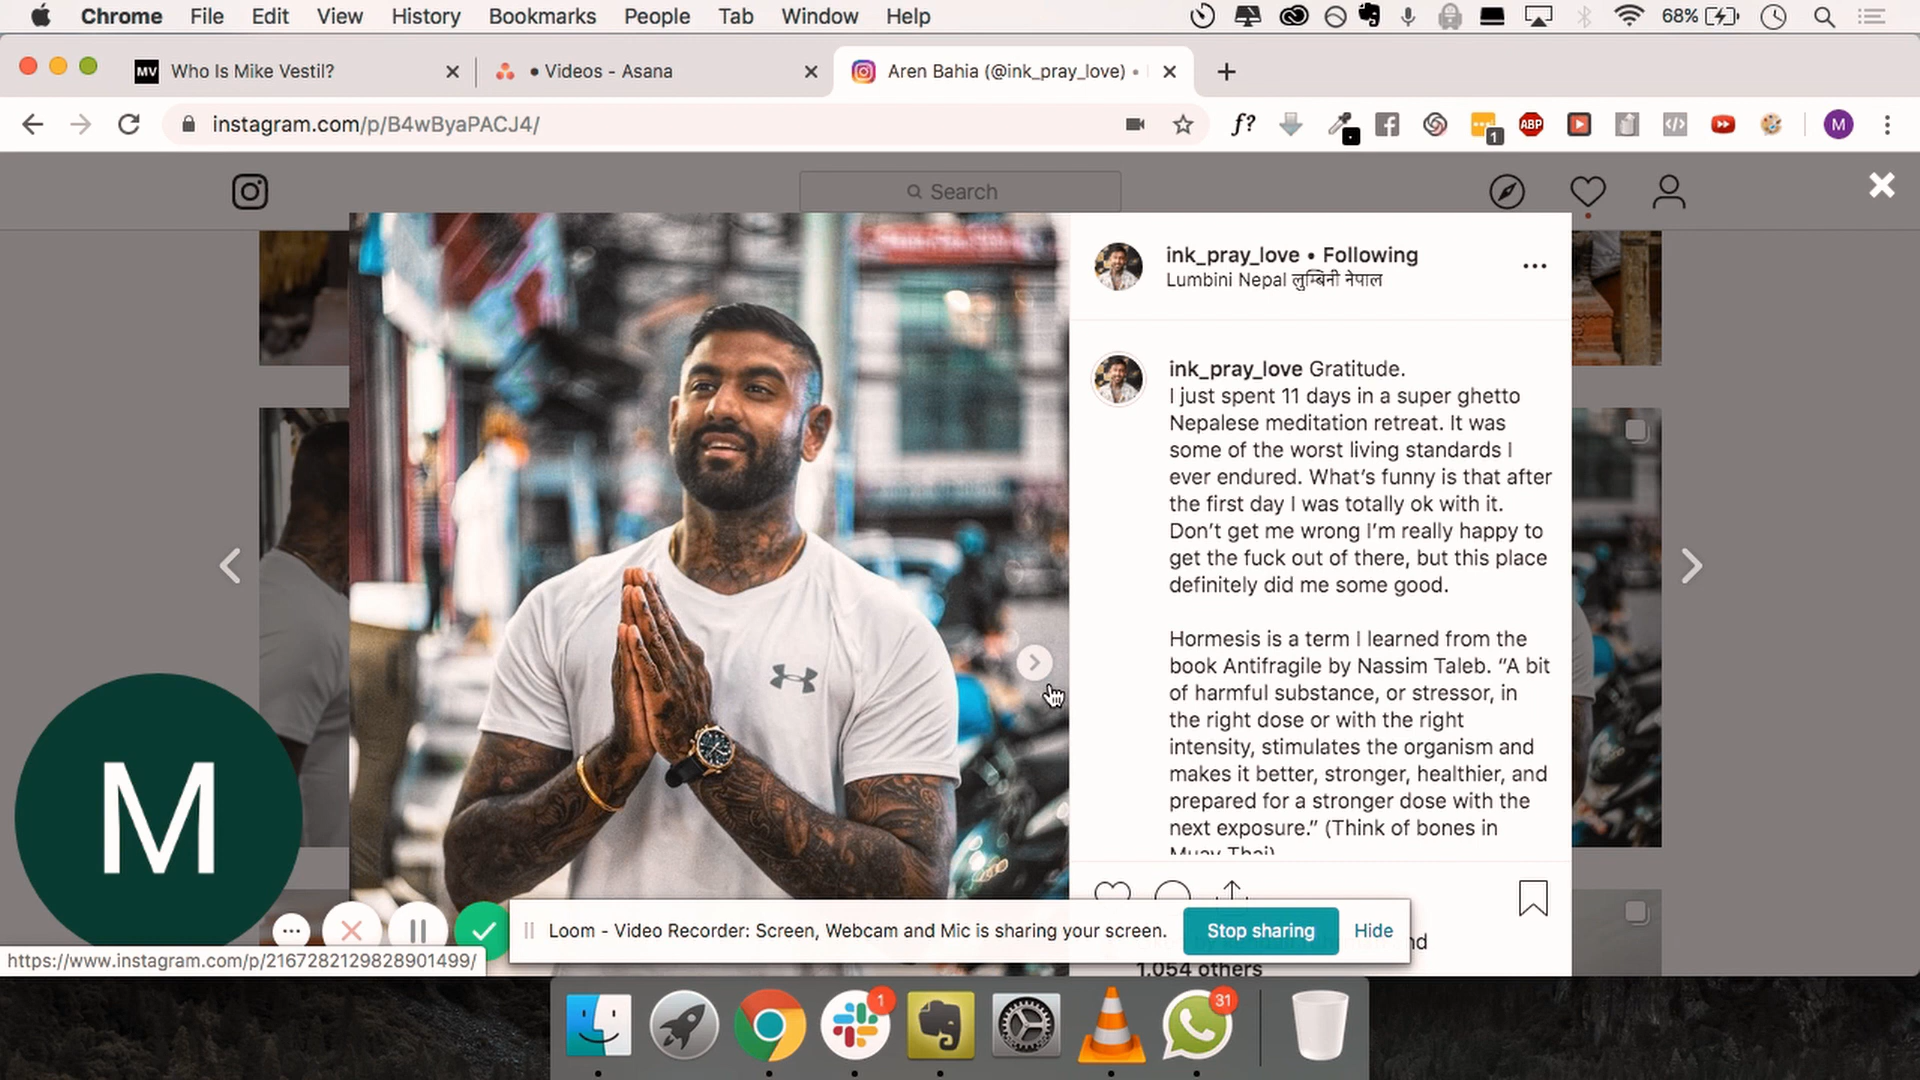 Chrome File Edit View History Bookmarks People Tab Window Help 68%
MV Who Is Mike Vestil? • Videos - Asana Aren Bahia (@ink_pray_love) •
instagram.com/p/B4wByaPACJ4/ f? 1 ABP M
Search
ink_pray_love • Following
Lumbini Nepal लुम्बिनी नेपाल
ink_pray_love Gratitude.
I just spent 11 days in a super ghetto
Nepalese meditation retreat. It was
some of the worst living standards I
ever endured. What's funny is that after
the first day I was totally ok with it.
Don't get me wrong I'm really happy to
get the fuck out of there, but this place
definitely did me some good.
Hormesis is a term I learned from the
book Antifragile by Nassim Taleb. “A bit
of harmful substance, or stressor, in
the right dose or with the right
intensity, stimulates the organism and
makes it better, stronger, healthier, and
prepared for a stronger dose with the
next exposure.” (Think of bones in
Muay Thai)
M
Loom - Video Recorder: Screen, Webcam and Mic is sharing your screen. Stop sharing Hide
https://www.instagram.com/p/2167282129828901499/
1,054 others
1 31